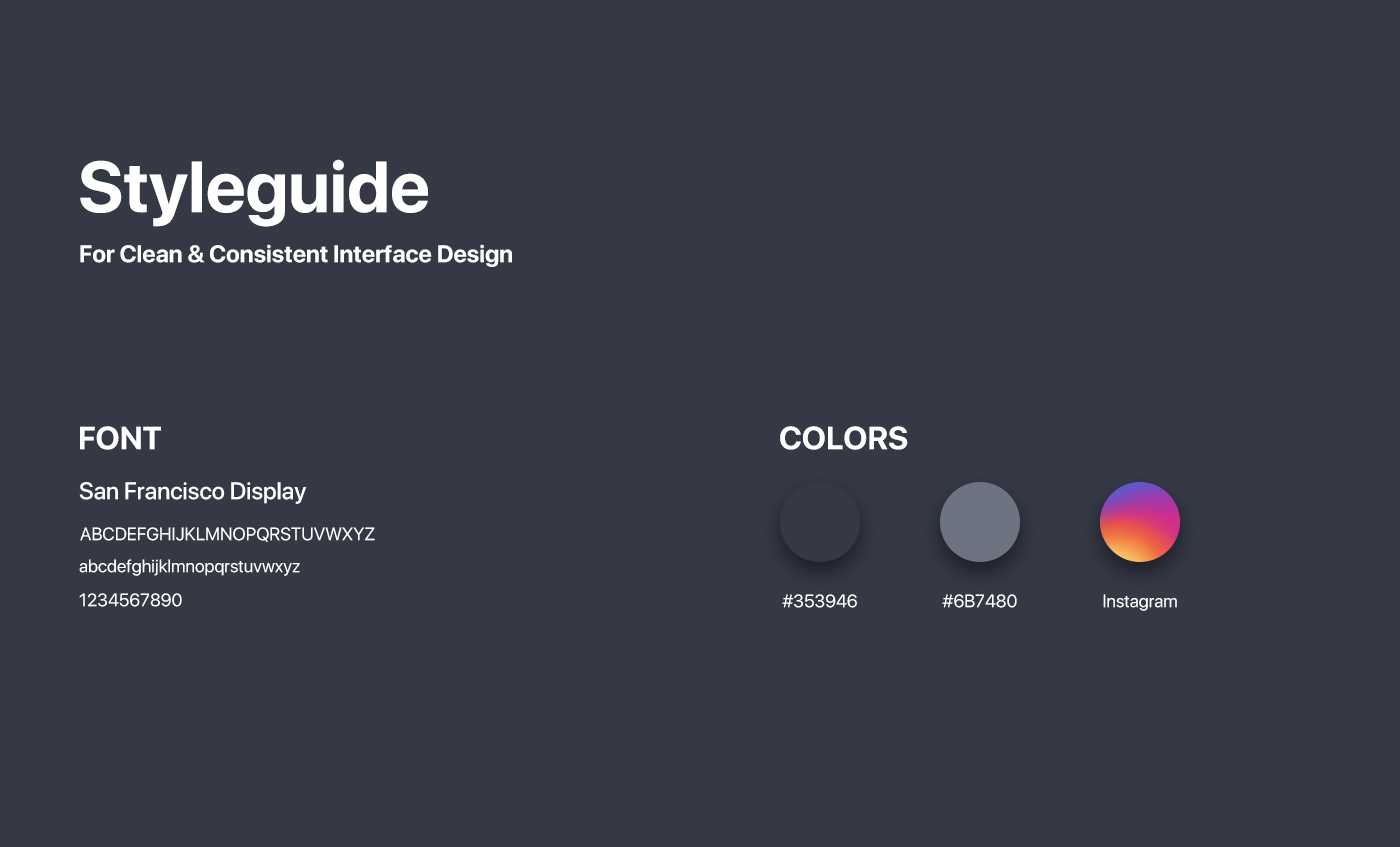 Styleguide
For Clean & Consistent Interface Design
FONT
San Francisco Display
ABCDEFGHIJKLMNOPQRSTUVWXYZ
abcdefghijklmnopqrstuvwxyz
1234567890
COLORS
#353946
#6B7480
Instagram